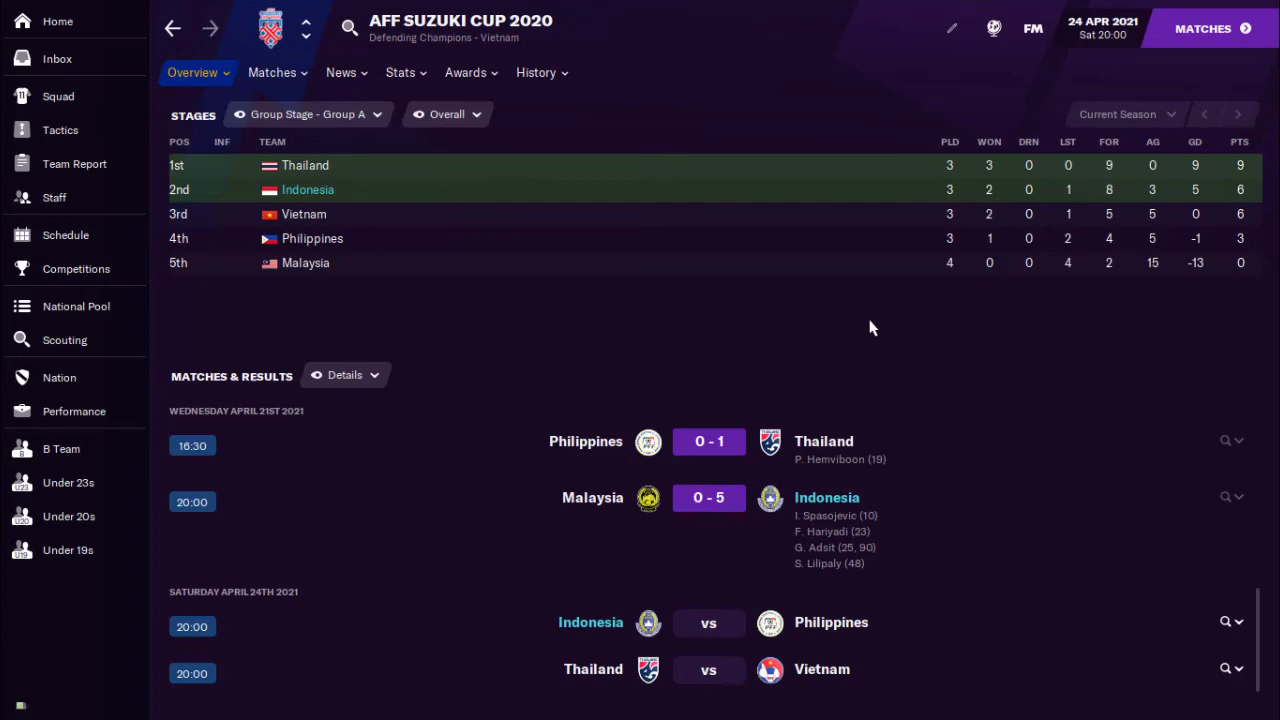 Home
Inbox
Squad
Tactics
Team Report
Staff
Schedule
Competitions
National Pool
Scouting
Nation
Performance
B Team
Under 23s
Under 20s
Under 19s
AFF SUZUKI CUP 2020
Defending Champions - Vietnam
FM
24 APR 2021
Sat 20:00
MATCHES
Overview Matches News Stats Awards History
STAGES Group Stage - Group A Overall Current Season
POS INF TEAM PLD WON DRN LST FOR AG GD PTS
1st Thailand 3 3 0 0 9 0 9 9
2nd Indonesia 3 2 0 1 8 3 5 6
3rd Vietnam 3 2 0 1 5 5 0 6
4th Philippines 3 1 0 2 4 5 -1 3
5th Malaysia 4 0 0 4 2 15 -13 0
MATCHES & RESULTS Details
WEDNESDAY APRIL 21ST 2021
16:30 Philippines 0 - 1 Thailand
P. Hemviboon (19)
20:00 Malaysia 0 - 5 Indonesia
I. Spasojevic (10)
F. Hariyadi (23)
G. Adsit (25, 90)
S. Lilipaly (48)
SATURDAY APRIL 24TH 2021
20:00 Indonesia vs Philippines
20:00 Thailand vs Vietnam